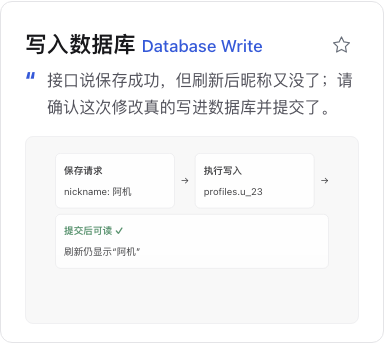 写入数据库 Database Write
“ 接口说保存成功，但刷新后昵称又没了；请
确认这次修改真的写进数据库并提交了。
保存请求
nickname: 阿机
→
执行写入
profiles.u_23
→
提交后可读 ✓
刷新仍显示“阿机”